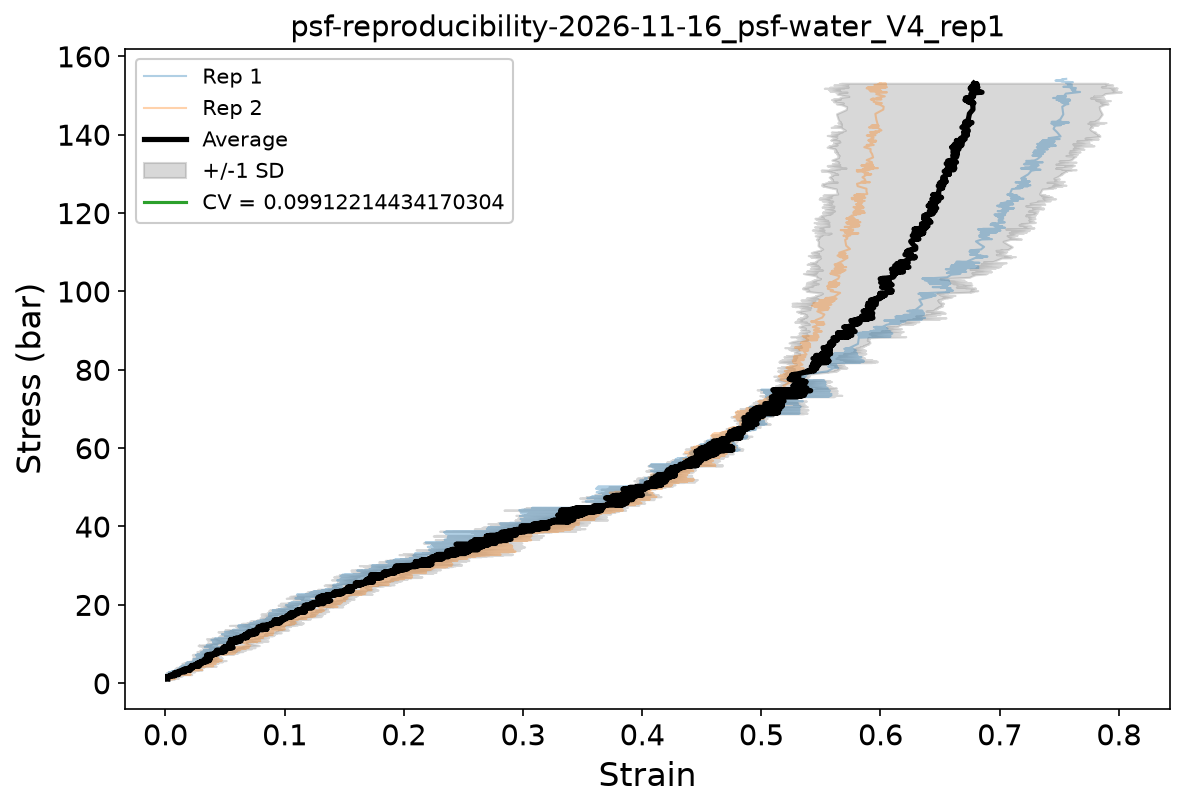 psf-reproducibility-2026-11-16_psf-water_V4_rep1
160
140
120
100
80
60
40
20
0
Stress (bar)
Rep 1
Rep 2
Average
+/-1 SD
CV = 0.09912214434170304
0.0 0.1 0.2 0.3 0.4 0.5 0.6 0.7 0.8
Strain